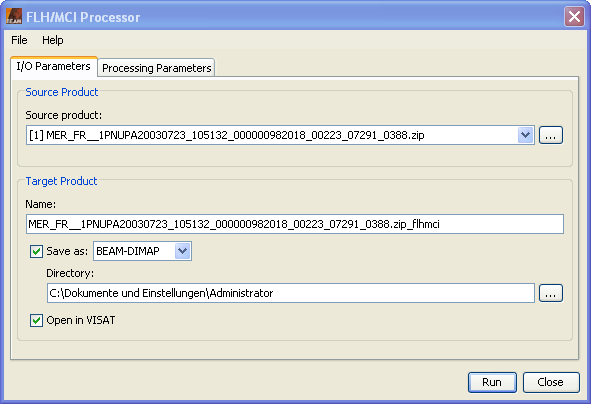 BEAM FLH/MCI Processor
File Help
I/O Parameters Processing Parameters
Source Product
Source product:
[1] MER_FR__1PNUPA20030723_105132_000000982018_00223_07291_0388.zip ...
Target Product
Name:
MER_FR__1PNUPA20030723_105132_000000982018_00223_07291_0388.zip_flhmci
Save as: BEAM-DIMAP
Directory:
C:\Dokumente und Einstellungen\Administrator ...
Open in VISAT
Run Close